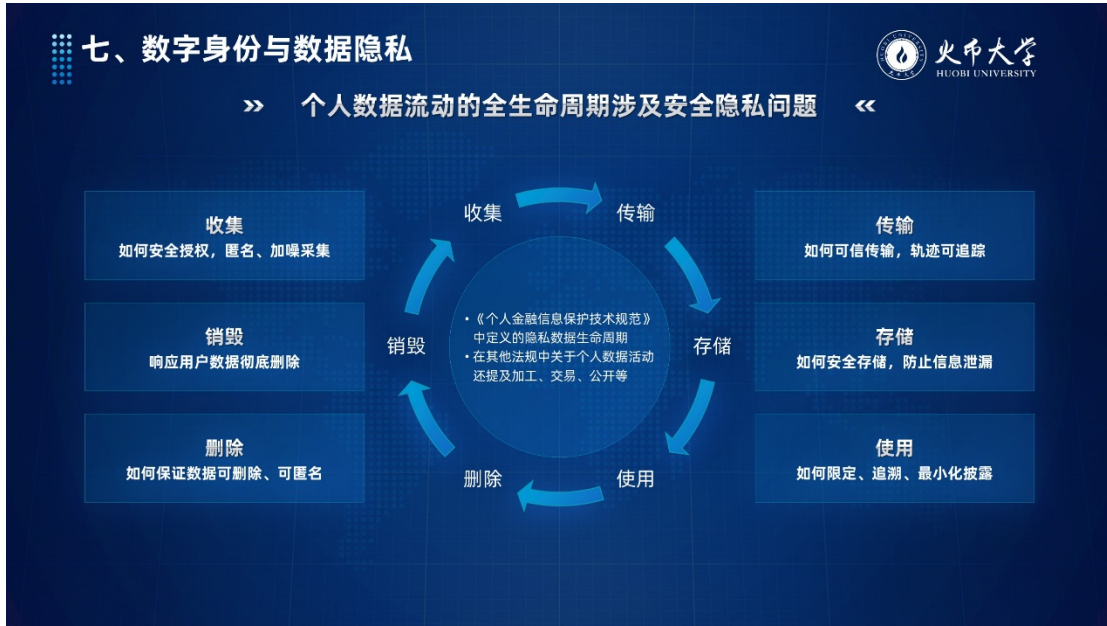 七、数字身份与数据隐私
火币大学
HUOBI UNIVERSITY
» 个人数据流动的全生命周期涉及安全隐私问题 «
收集
如何安全授权，匿名、加噪采集
销毁
响应用户数据彻底删除
删除
如何保证数据可删除、可匿名
收集
传输
存储
使用
删除
销毁
•《个人金融信息保护技术规范》
中定义的隐私数据生命周期
• 在其他法规中关于个人数据活动
还提及加工、交易、公开等
传输
如何可信传输，轨迹可追踪
存储
如何安全存储，防止信息泄漏
使用
如何限定、追溯、最小化披露